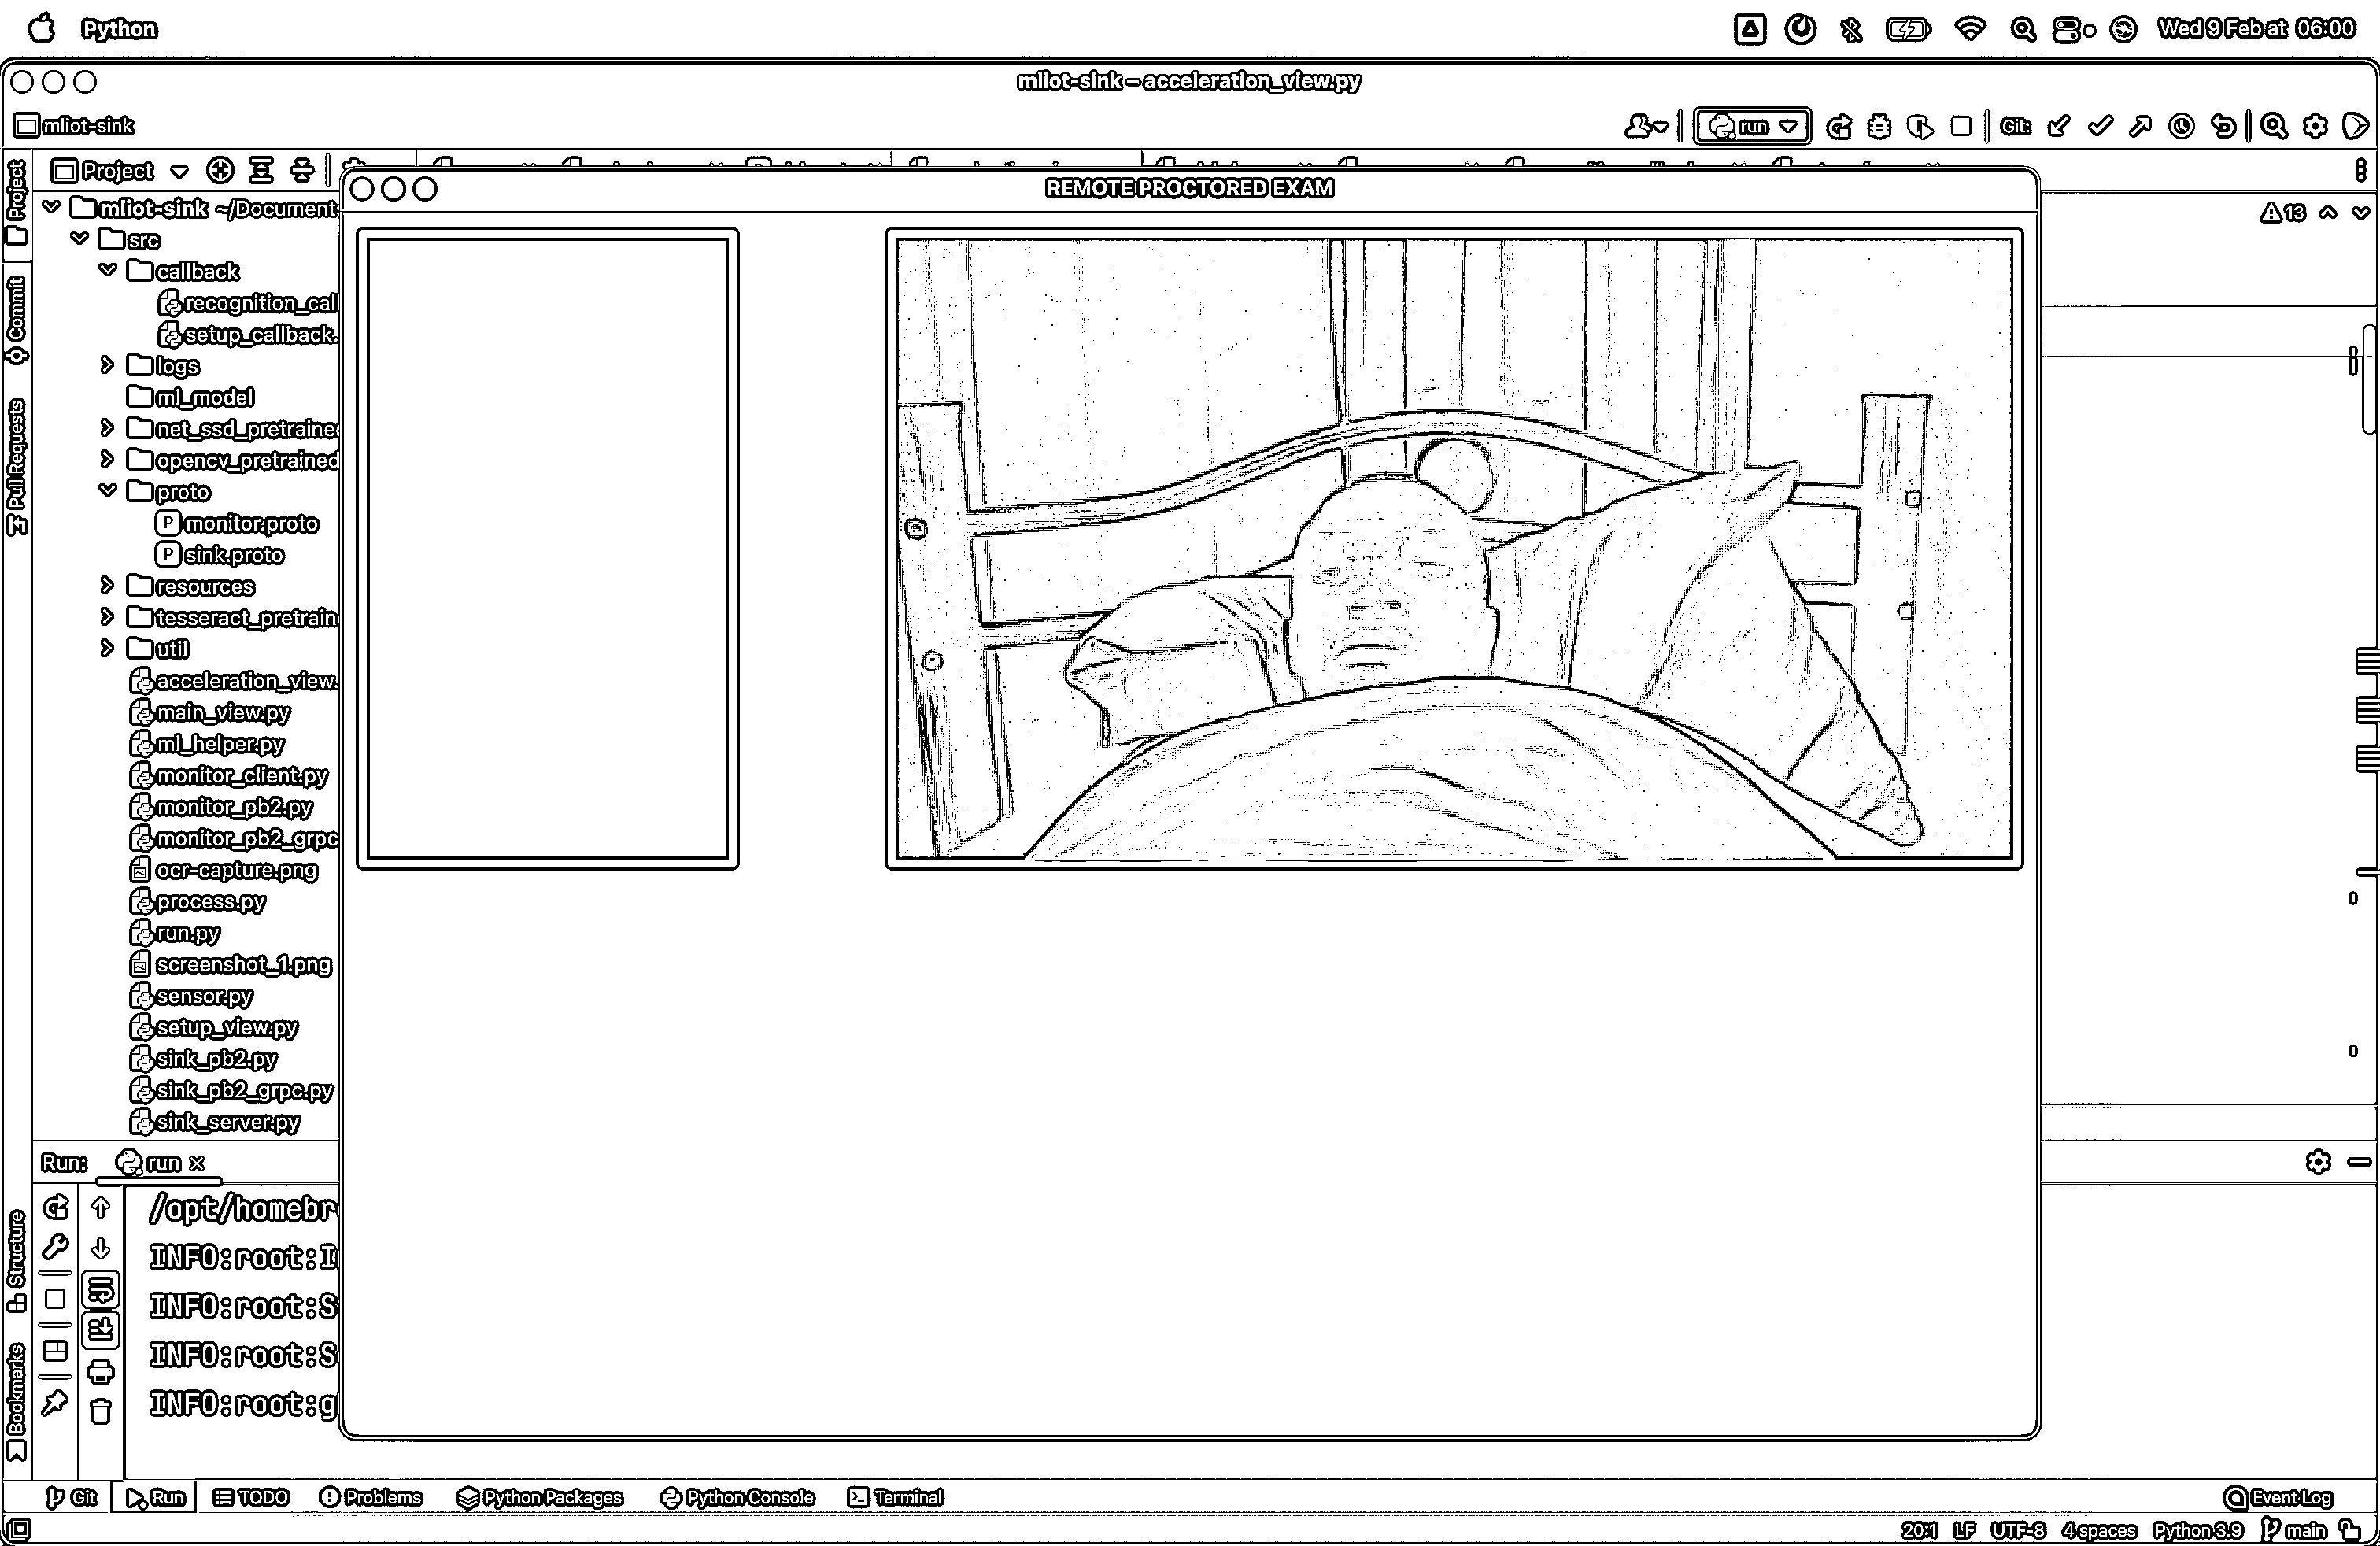 Python
Wed 9 Feb at 06:00
mliot-sink – acceleration_view.py
mliot-sink
run
Git:
Project
Project
Commit
Pull Requests
Structure
Bookmarks
13
mliot-sink ~/Document
src
callback
recognition_call
setup_callback.
logs
ml_model
net_ssd_pretrained
opencv_pretrained
proto
monitor.proto
sink.proto
resources
tesseract_pretrain
util
acceleration_view.
main_view.py
ml_helper.py
monitor_client.py
monitor_pb2.py
monitor_pb2_grpc
ocr-capture.png
process.py
run.py
screenshot_1.png
sensor.py
setup_view.py
sink_pb2.py
sink_pb2_grpc.py
sink_server.py
REMOTE PROCTORED EXAM
Run:
run
/opt/homebr
INFO:root:I
INFO:root:S
INFO:root:S
INFO:root:g
Git
Run
TODO
Problems
Python Packages
Python Console
Terminal
Event Log
20:1 LF UTF-8 4 spaces Python 3.9 main